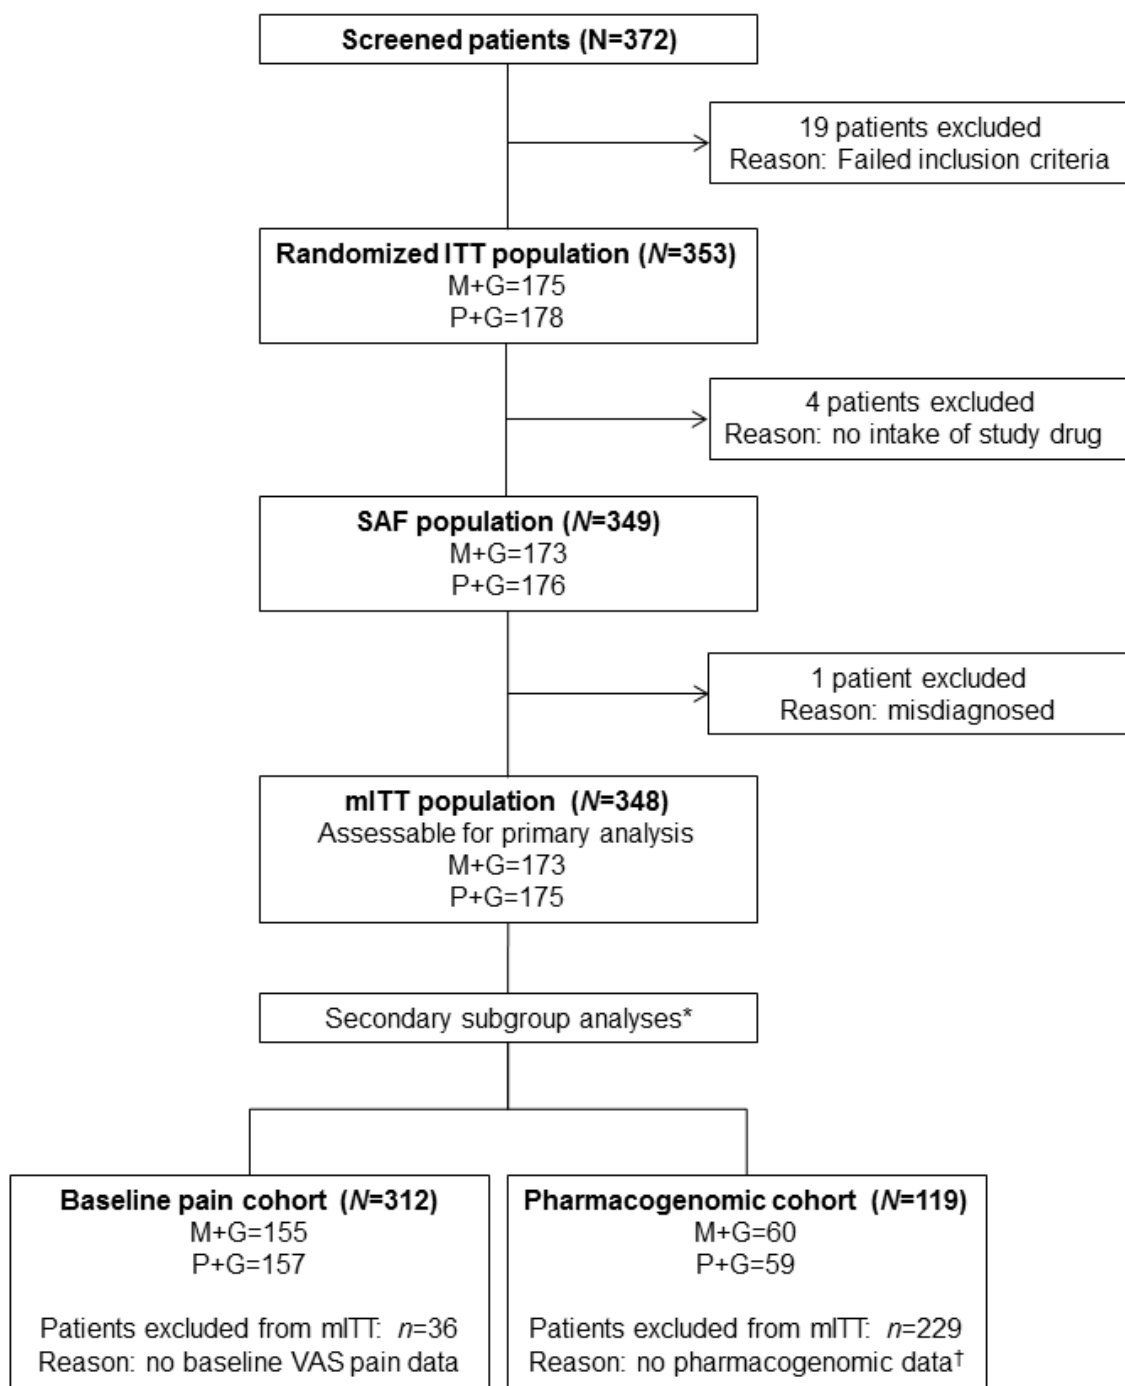 Screened patients (N=372)
19 patients excluded
Reason: Failed inclusion criteria
Randomized ITT population (N=353)
M+G=175
P+G=178
4 patients excluded
Reason: no intake of study drug
SAF population (N=349)
M+G=173
P+G=176
1 patient excluded
Reason: misdiagnosed
mITT population (N=348)
Assessable for primary analysis
M+G=173
P+G=175
Secondary subgroup analyses*
Baseline pain cohort (N=312)
M+G=155
P+G=157
Patients excluded from mITT: n=36
Reason: no baseline VAS pain data
Pharmacogenomic cohort (N=119)
M+G=60
P+G=59
Patients excluded from mITT: n=229
Reason: no pharmacogenomic data†